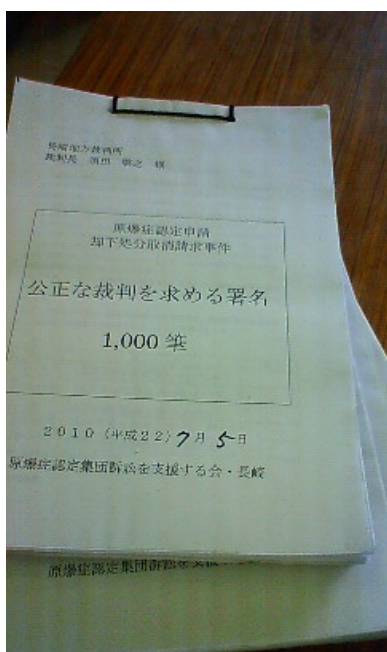 長崎地方裁判所
裁判長 須田 啓之 様
原爆症認定申請
却下処分取消請求事件
公正な裁判を求める署名
1,000 筆
2010 (平成22) 7月 5日
原爆症認定集団訴訟を支援する会・長崎
原爆症認定集団訴訟を支援